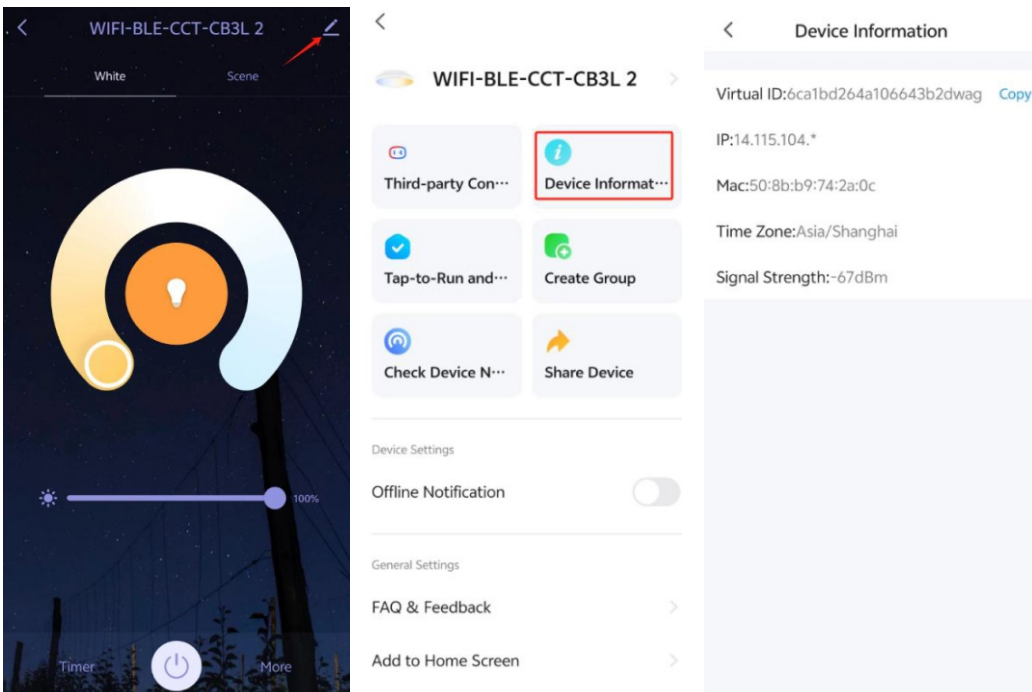 WIFI-BLE-CCT-CB3L 2
White
Scene
100%
Timer
More
WIFI-BLE-CCT-CB3L 2
Third-party Con···
Device Informat···
Tap-to-Run and···
Create Group
Check Device N···
Share Device
Device Settings
Offline Notification
General Settings
FAQ & Feedback
Add to Home Screen
Device Information
Virtual ID:6ca1bd264a106643b2dwag Copy
IP:14.115.104.*
Mac:50:8b:b9:74:2a:0c
Time Zone:Asia/Shanghai
Signal Strength:-67dBm